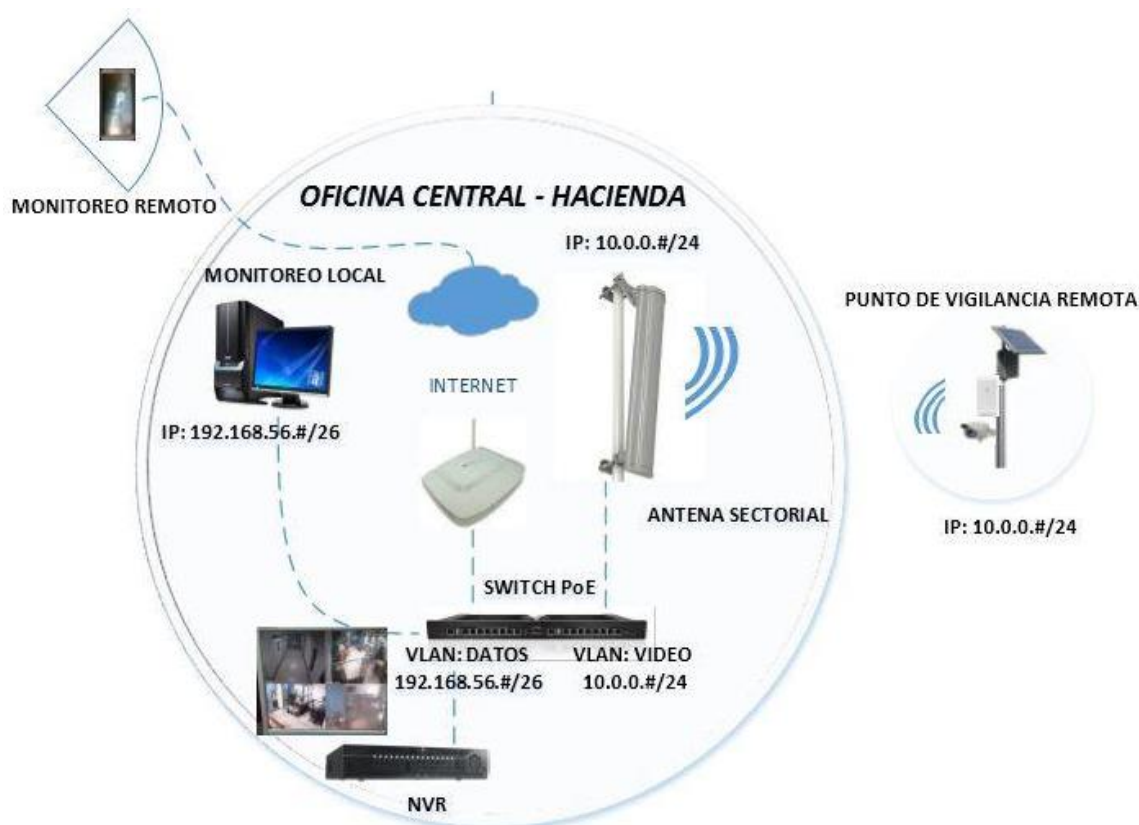 MONITOREO REMOTO
OFICINA CENTRAL - HACIENDA
IP: 10.0.0.#/24
MONITOREO LOCAL
IP: 192.168.56.#/26
INTERNET
ANTENA SECTORIAL
PUNTO DE VIGILANCIA REMOTA
IP: 10.0.0.#/24
SWITCH PoE
VLAN: DATOS
192.168.56.#/26
VLAN: VIDEO
10.0.0.#/24
NVR